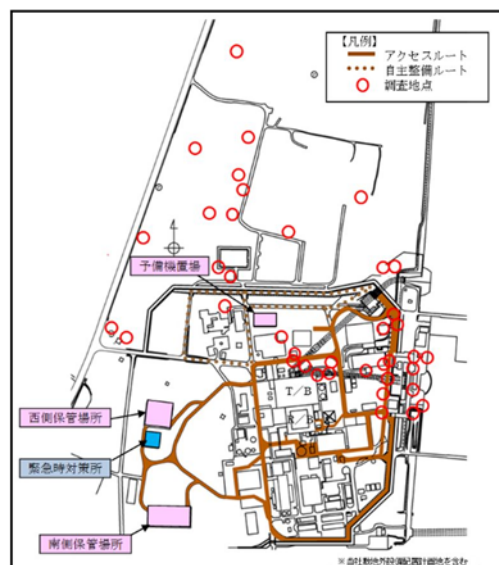 【凡例】
アクセスルート
自主整備ルート
調査地点
予備機置場
T/B
西側保管場所
緊急時対策所
南側保管場所